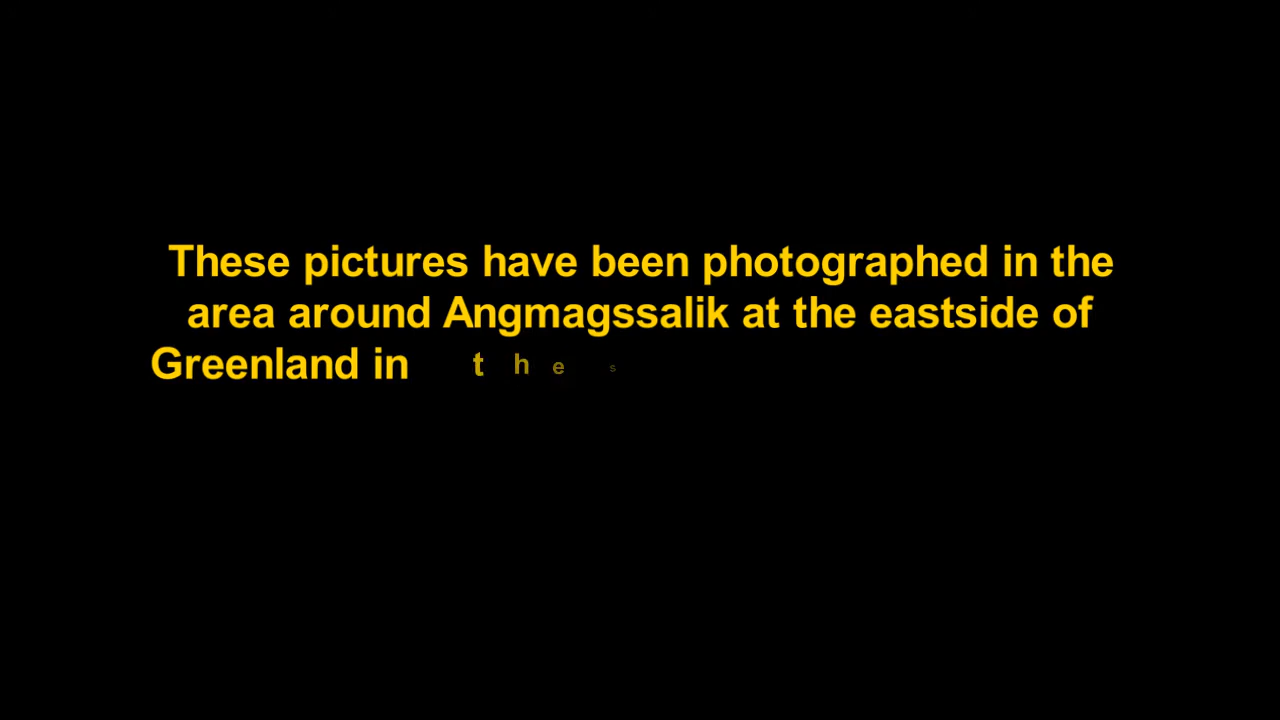 These pictures have been photographed in the
area around Angmagssalik at the eastside of
Greenland in the s